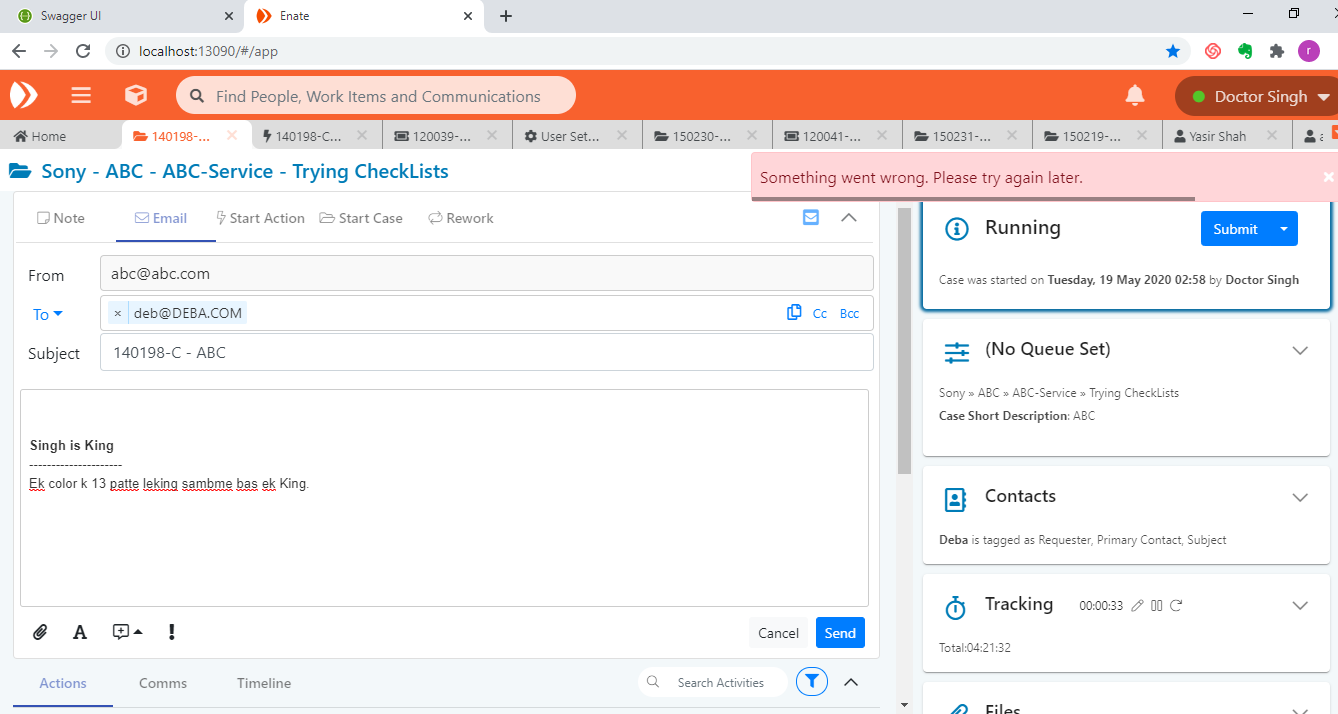 Swagger UI
Enate
localhost:13090/#/app
Find People, Work Items and Communications
Doctor Singh
Home
140198-...
140198-C...
120039-...
User Set...
150230-...
120041-...
150231-...
150219-...
Yasir Shah
Sony - ABC - ABC-Service - Trying CheckLists
Something went wrong. Please try again later.
Note
Email
Start Action
Start Case
Rework
From
abc@abc.com
To
× deb@DEBA.COM
Cc
Bcc
Subject
140198-C - ABC
Singh is King
---------------------
Ek color k 13 patte leking sambme bas ek King.
Cancel
Send
Actions
Comms
Timeline
Search Activities
Running
Submit
Case was started on Tuesday, 19 May 2020 02:58 by Doctor Singh
(No Queue Set)
Sony » ABC » ABC-Service » Trying CheckLists
Case Short Description: ABC
Contacts
Deba is tagged as Requester, Primary Contact, Subject
Tracking
00:00:33
Total:04:21:32
Files